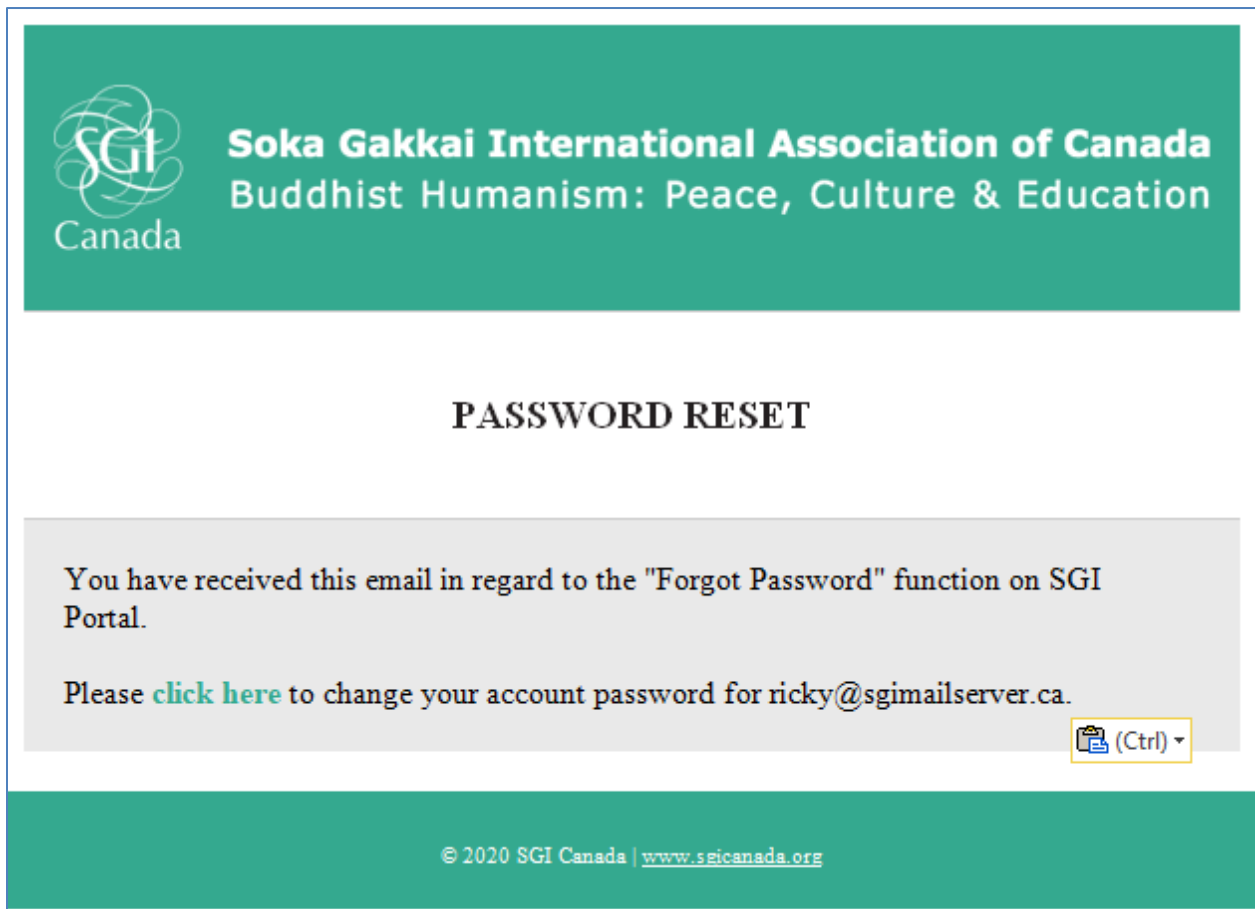 SGI
Canada
Soka Gakkai International Association of Canada
Buddhist Humanism: Peace, Culture & Education
PASSWORD RESET
You have received this email in regard to the "Forgot Password" function on SGI
Portal.
Please click here to change your account password for ricky@sgimailserver.ca.
(Ctrl)
© 2020 SGI Canada | www.sgicanada.org